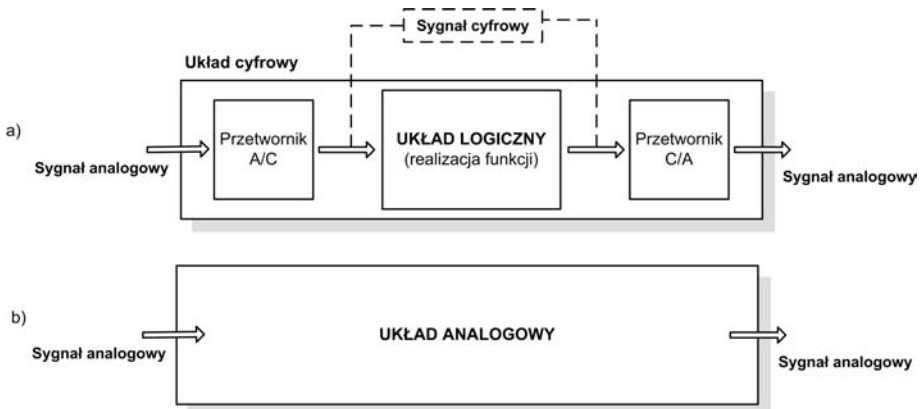 Sygnał cyfrowy
Układ cyfrowy
a)
Sygnał analogowy
Przetwornik
A/C
UKŁAD LOGICZNY
(realizacja funkcji)
Przetwornik
C/A
Sygnał analogowy
b)
Sygnał analogowy
UKŁAD ANALOGOWY
Sygnał analogowy